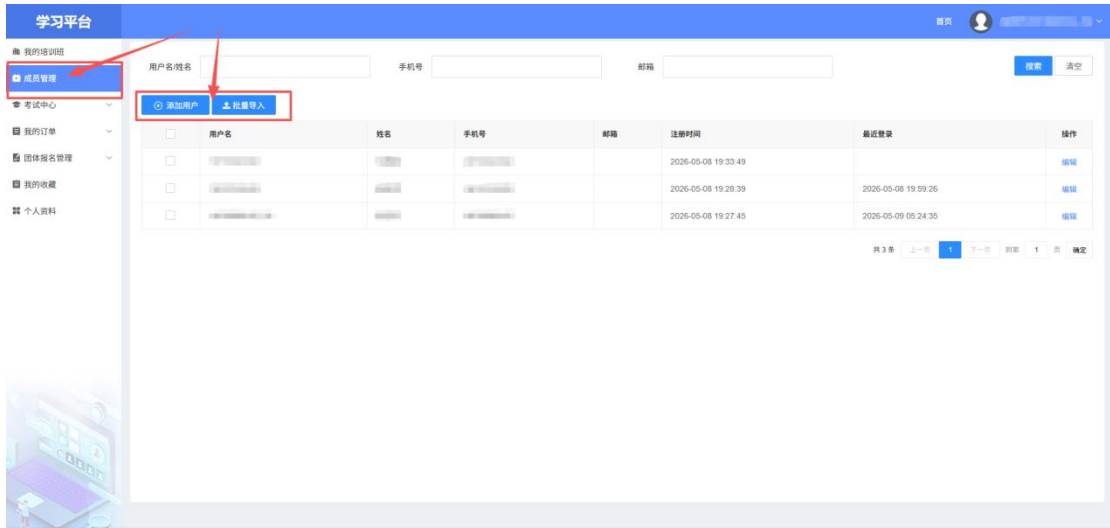 学习平台
首页
我的培训班
成员管理
考试中心
我的订单
团体报名管理
我的收藏
个人资料
用户名/姓名 手机号 邮箱 搜索 清空
添加用户 批量导入
用户名 姓名 手机号 邮箱 注册时间 最近登录 操作
2026-05-08 19:33:49 编辑
2026-05-08 19:28:39 2026-05-08 19:59:26 编辑
2026-05-08 19:27:45 2026-05-09 05:24:35 编辑
共 3 条 上一页 1 下一页 到第 1 页 确定